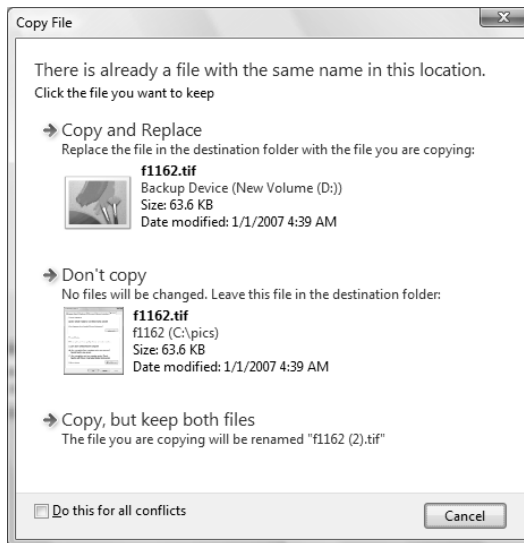 Copy File
There is already a file with the same name in this location.
Click the file you want to keep
Copy and Replace
Replace the file in the destination folder with the file you are copying:
f1162.tif
Backup Device (New Volume (D:))
Size: 63.6 KB
Date modified: 1/1/2007 4:39 AM
Don't copy
No files will be changed. Leave this file in the destination folder:
f1162.tif
f1162 (C:\pics)
Size: 63.6 KB
Date modified: 1/1/2007 4:39 AM
Copy, but keep both files
The file you are copying will be renamed "f1162 (2).tif"
Do this for all conflicts
Cancel